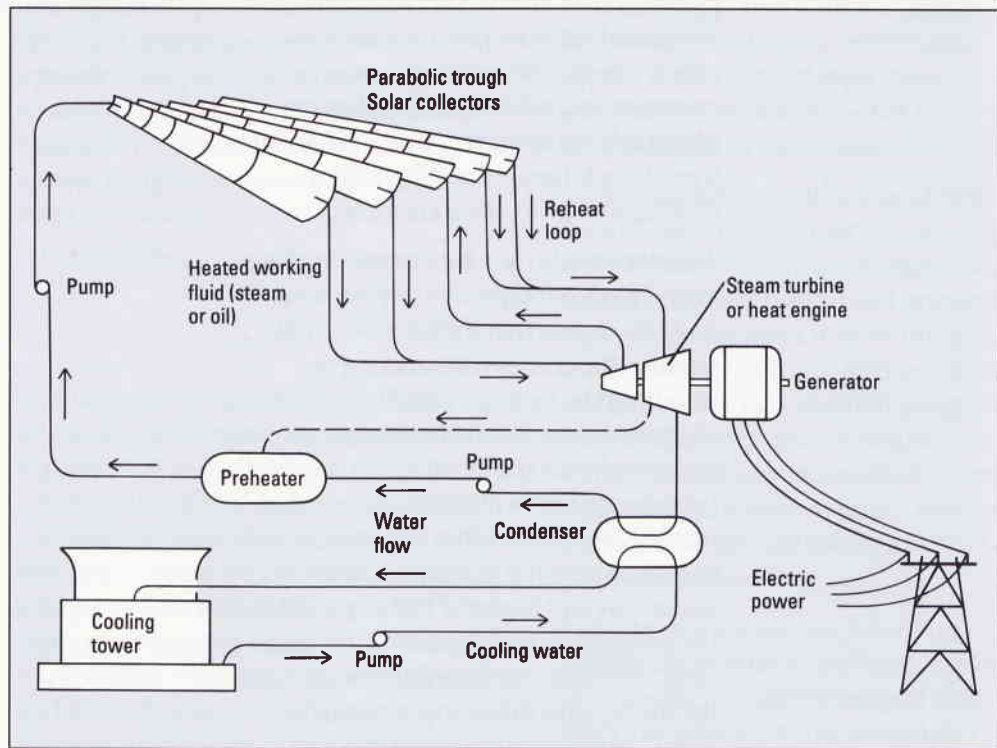 Parabolic trough
Solar collectors
Reheat
loop
Pump
Heated working
fluid (steam
or oil)
Steam turbine
or heat engine
Generator
Preheater
Pump
Water
flow
Condenser
Electric
power
Cooling
tower
Pump
Cooling water